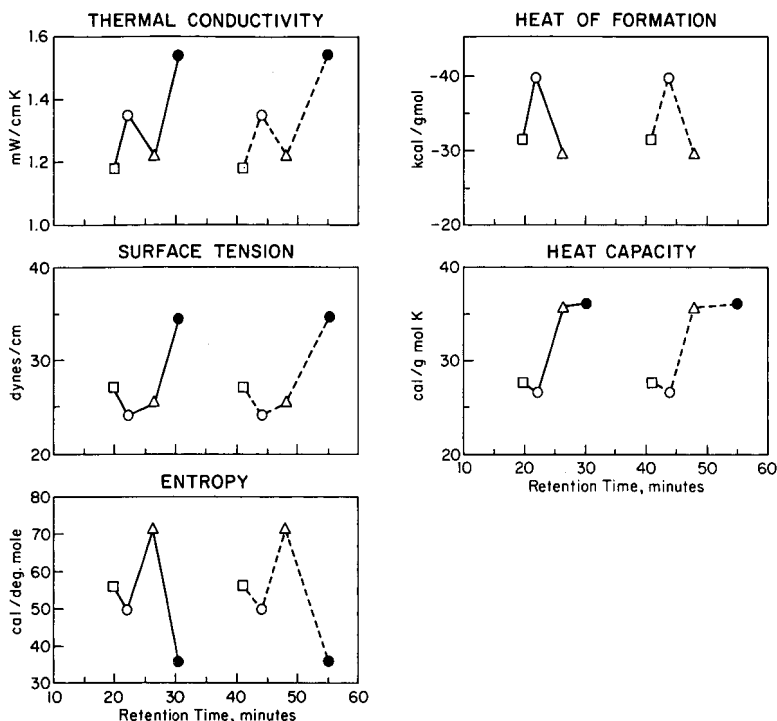 THERMAL CONDUCTIVITY
1.6
1.4
1.2
1.0
mW/cm K
HEAT OF FORMATION
-40
-30
-20
kcal/gmol
SURFACE TENSION
40
30
20
dynes/cm
HEAT CAPACITY
40
30
20
cal/g mol K
10 20 30 40 50 60
Retention Time, minutes
ENTROPY
80
70
60
50
40
30
cal/deg. mole
10 20 30 40 50 60
Retention Time, minutes